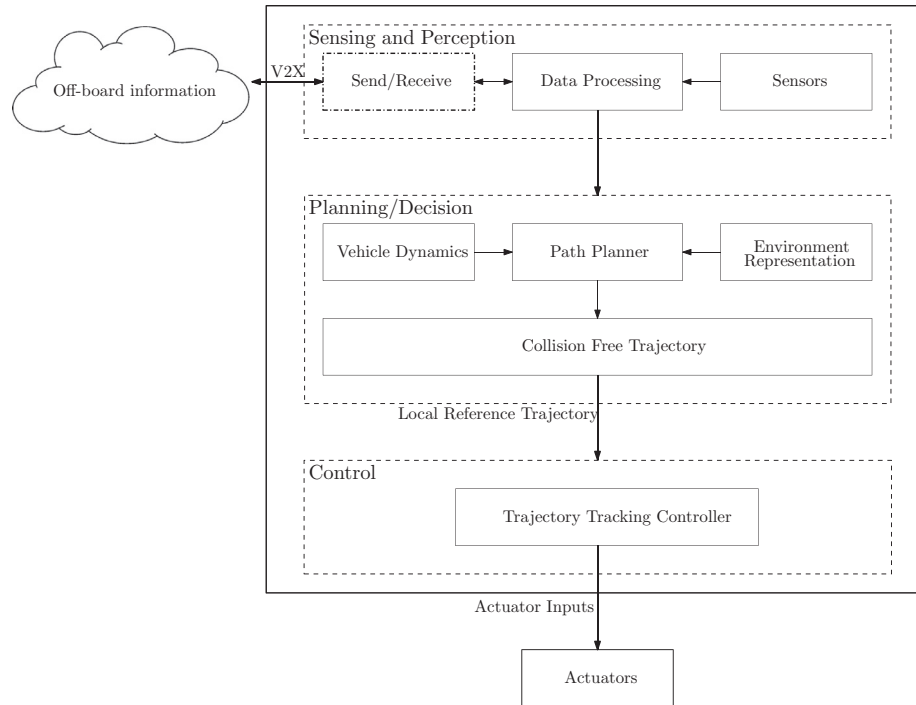 Sensing and Perception
V2X
Off-board information
Send/Receive
Data Processing
Sensors
Planning/Decision
Vehicle Dynamics
Path Planner
Environment
Representation
Collision Free Trajectory
Local Reference Trajectory
Control
Trajectory Tracking Controller
Actuator Inputs
Actuators